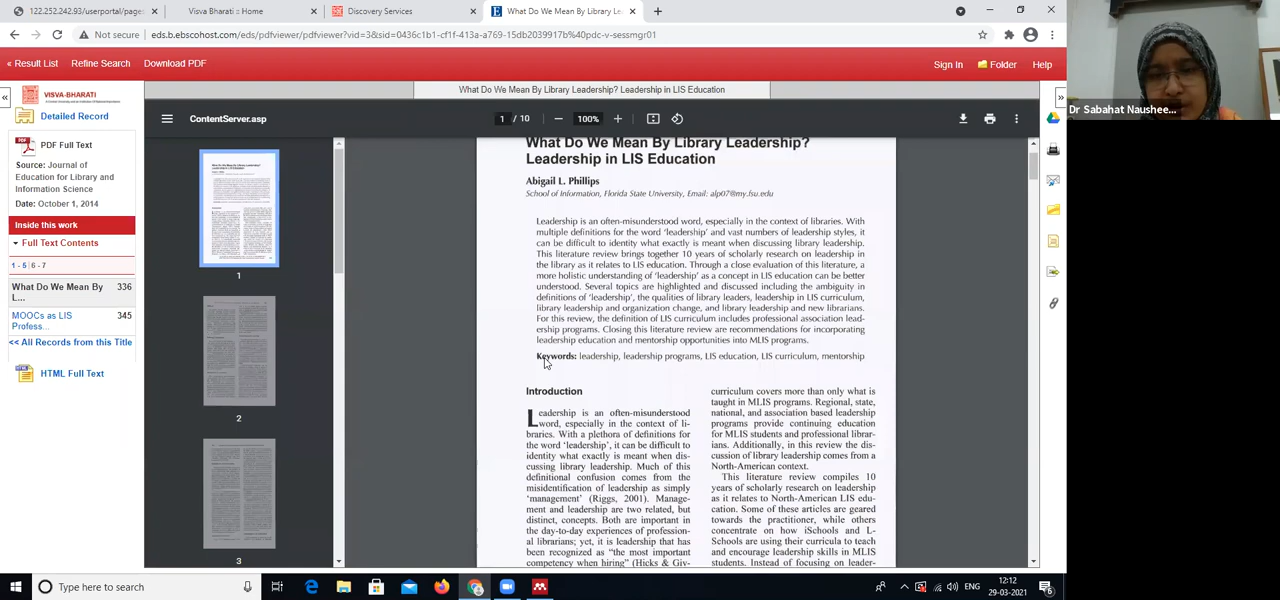 122.252.242.93/userportal/page
Visva Bharati :: Home
Discovery Services
What Do We Mean By Library Le
Not secure | eds.b.ebscohost.com/eds/pdfviewer/pdfviewer?vid=3&sid=0436c1b1-cf1f-413a-a769-15db2039917b%40pdc-v-sessmgr01
« Result List Refine Search Download PDF
Sign In Folder Help
VISVA-BHARATI
Detailed Record
PDF Full Text
Source: Journal of
Education for Library and
Information Science
Date: October 1, 2014
Inside this work
Full Text Contents
1 - 5 | 6 - 7
What Do We Mean By 336
L...
MOOCs as LIS 345
Profess...
<< All Records from this Title
HTML Full Text
What Do We Mean By Library Leadership? Leadership in LIS Education
ContentServer.asp
1 / 10
100%
1
2
3
What Do We Mean By Library Leadership?
Leadership in LIS Education
Abigail L. Phillips
School of Information, Florida State University, Email: alp07@my.fsu.edu
Leadership is an often-misunderstood word, especially in the context of libraries. With
multiple definitions for the word 'leadership' and vast numbers of leadership styles, it
can be difficult to identity what exactly is meant when discussing library leadership.
This literature review brings together 10 years of scholarly research on leadership in
the library as it relates to LIS education. Through a close evaluation of this literature, a
more holistic understanding of 'leadership' as a concept in LIS education can be better
understood. Several topics are highlighted and discussed including the ambiguity in
definitions of 'leadership', the qualities of library leaders, leadership in LIS curriculum,
library leadership and organization change, and library leadership and new librarians.
For this review, the definition of LIS curriculum includes professional association lead-
ership programs. Closing this literature review are recommendations for incorporating
leadership education and mentorship opportunities into MLIS programs.
Keywords: leadership, leadership programs, LIS education, LIS curriculum, mentorship
Introduction
Leadership is an often-misunderstood
word, especially in the context of li-
braries. With a plethora of definitions for
the word 'leadership', it can be difficult to
identity what exactly is meant when dis-
cussing library leadership. Much of this
definitional confusion comes from the
misidentification of leadership as simply
'management' (Riggs, 2001). Manage-
ment and leadership are two related, but
distinct, concepts. Both are important in
the day-to-day experiences of profession-
al librarians; yet, it is leadership that has
been recognized as "the most important
competency when hiring" (Hicks & Giv-
curriculum covers more than only what is
taught in MLIS programs. Regional, state,
national, and association based leadership
programs provide continuing education
for MLIS students and professional librar-
ians. Additionally, in this review the dis-
cussion of library leadership comes from a
North-American context.
This literature review compiles 10
years of scholarly research on leadership
as it relates to North-American LIS edu-
cation. Some of these articles are geared
towards the practitioner, while others
concentrate on how iSchools and L-
Schools are using their curricula to teach
and encourage leadership skills in MLIS
students. Instead of focusing on leader-
Dr Sabahat Naushee...
Type here to search
ENG
12:12
29-03-2021
6